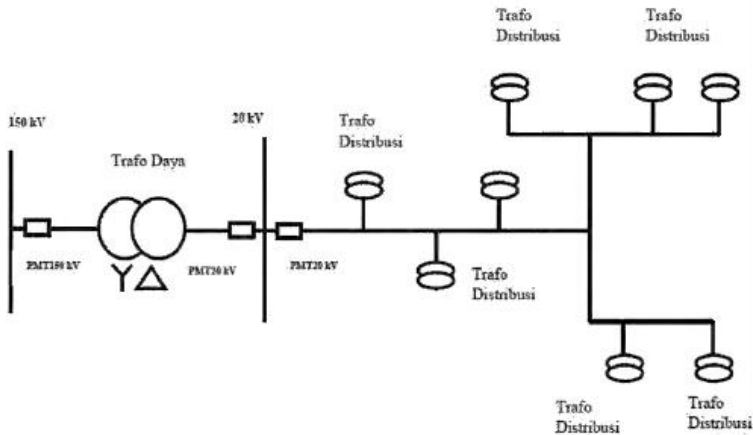 Trafo
Distribusi
Trafo
Distribusi
150 kV
20 kV
Trafo
Distribusi
Trafo Daya
PMT150 kV
PMT20 kV
PMT20 kV
Trafo
Distribusi
Trafo
Distribusi
Trafo
Distribusi